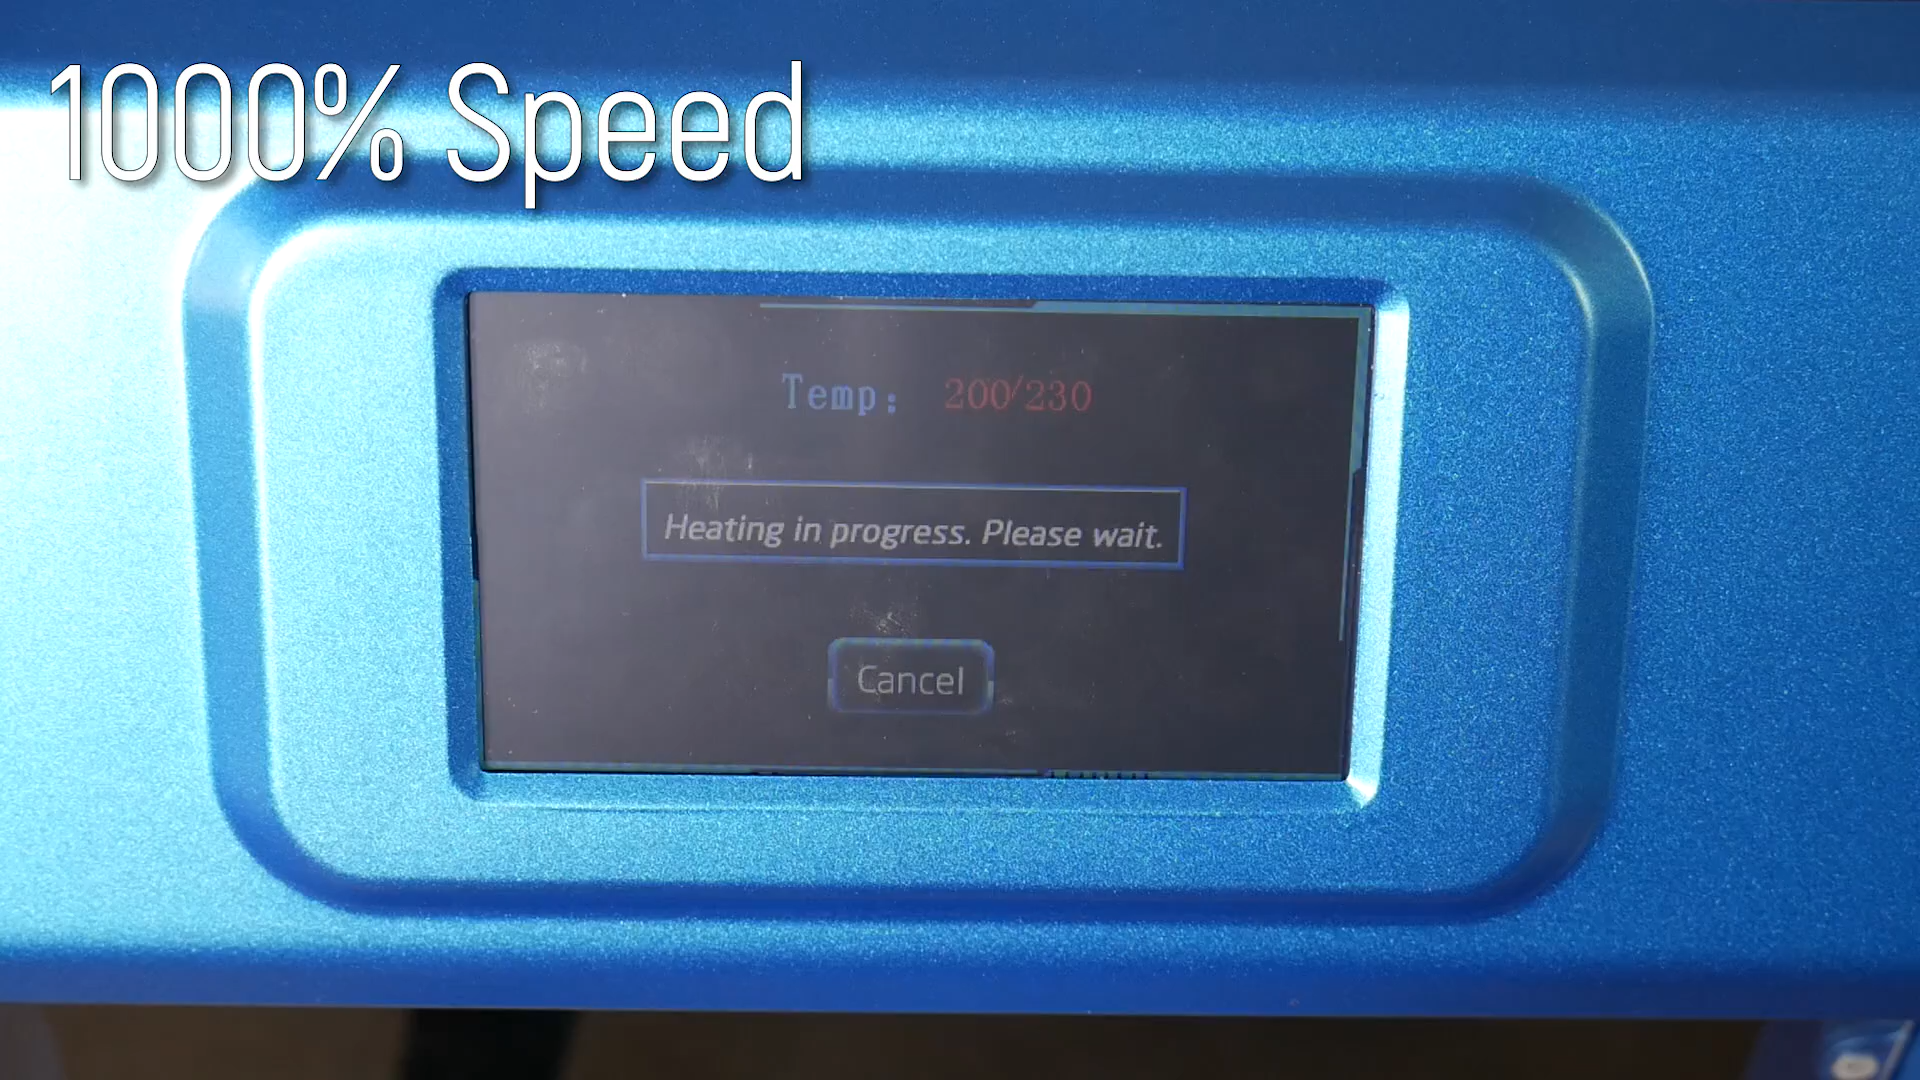 1000% Speed
Temp: 200/230
Heating in progress. Please wait.
Cancel